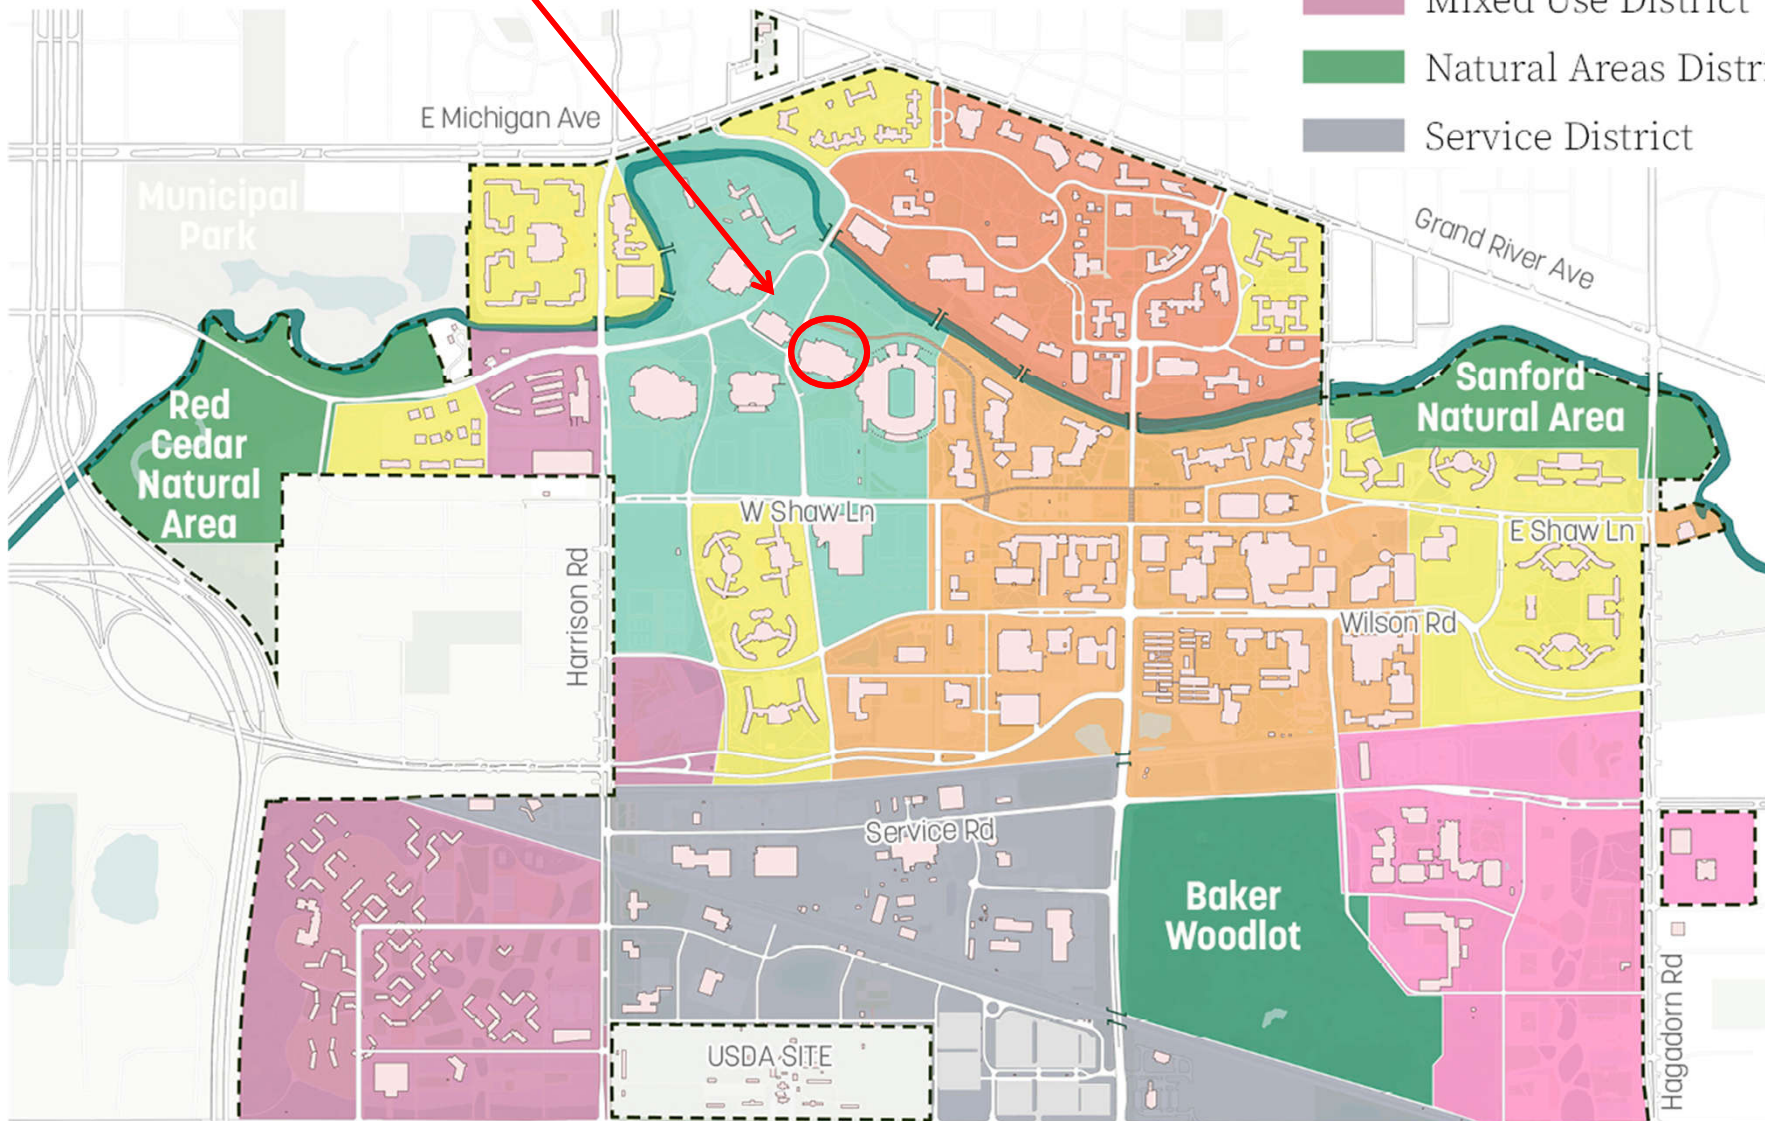 Mixed Use District
Natural Areas Distri
Service District
E Michigan Ave
Municipal
Park
Grand River Ave
Red
Cedar
Natural
Area
Sanford
Natural Area
W Shaw Ln
E Shaw Ln
Harrison Rd
Wilson Rd
Service Rd
Baker
Woodlot
USDA SITE
Hagadorn Rd